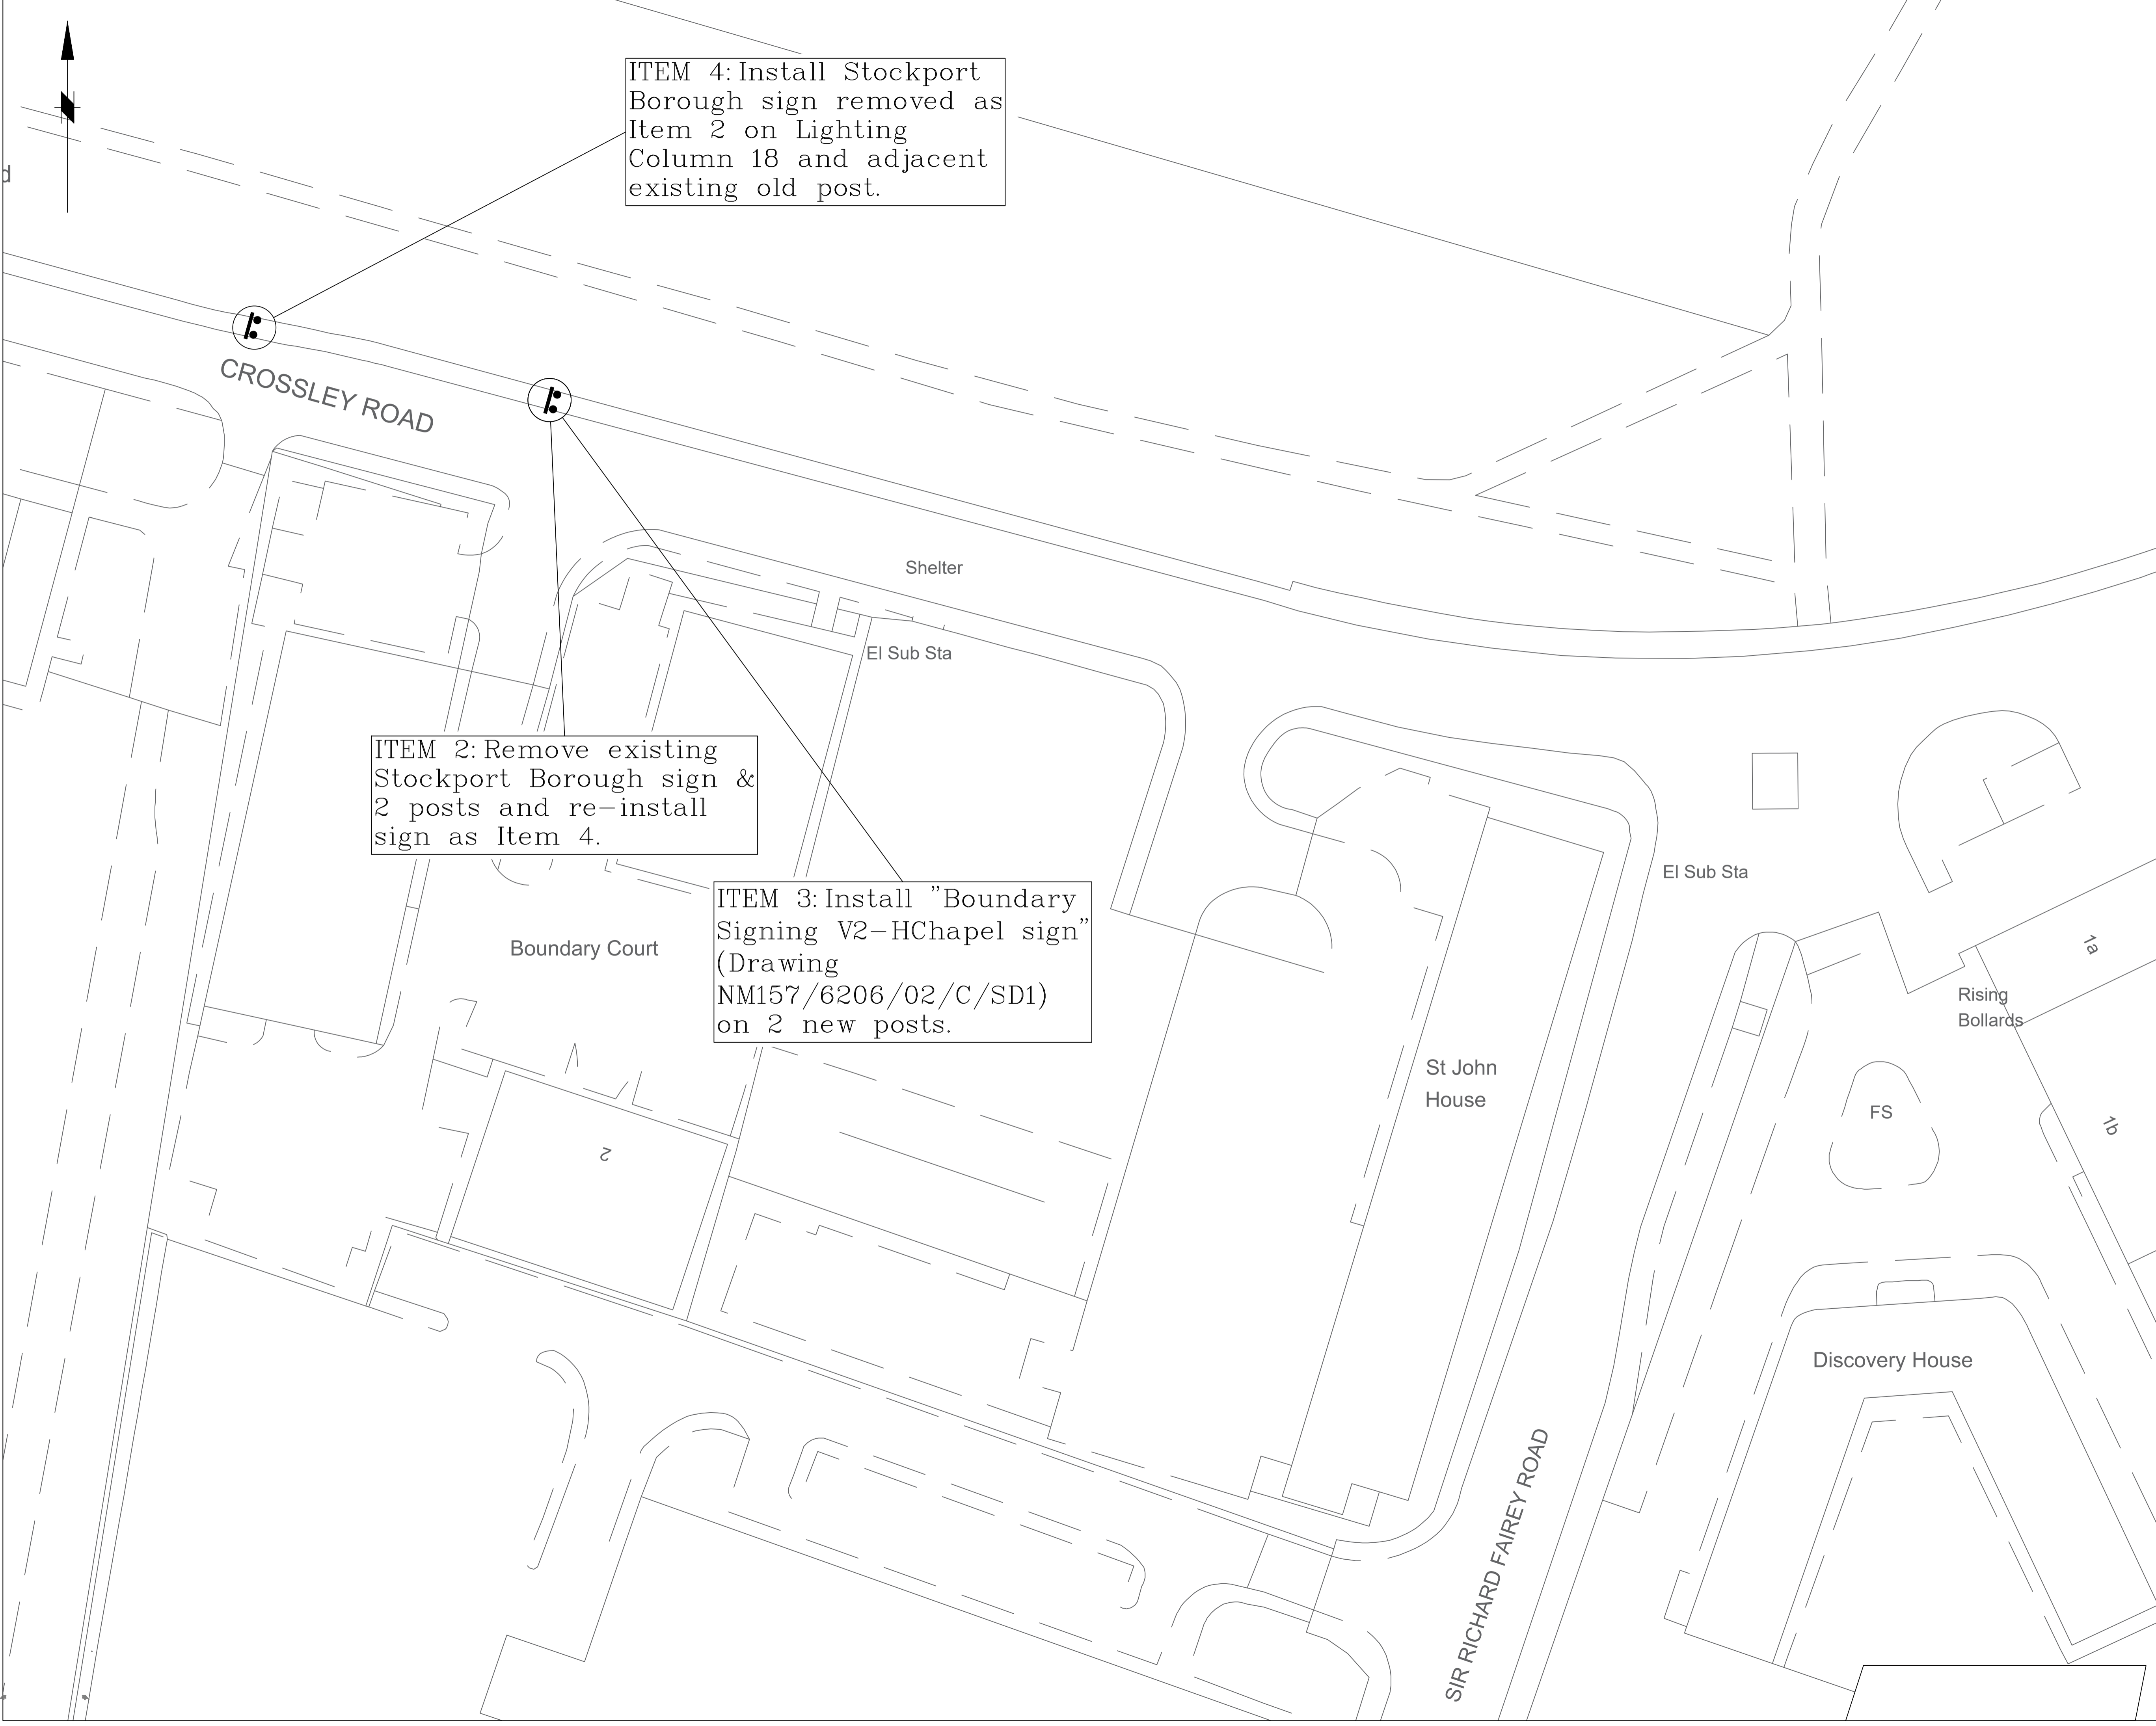 ITEM 4: Install Stockport
Borough sign removed as
Item 2 on Lighting
Column 18 and adjacent
existing old post.
d
CROSSLEY ROAD
Shelter
El Sub Sta
ITEM 2: Remove existing
Stockport Borough sign &
2 posts and re-install
sign as Item 4.
El Sub Sta
ITEM 3: Install "Boundary
Signing V2-HChapel sign"
(Drawing
NM157/6206/02/C/SD1)
on 2 new posts.
Boundary Court
1a
Rising
Bollards
St John
House
FS
1b
2
Discovery House
SIR RICHARD FAIREY ROAD